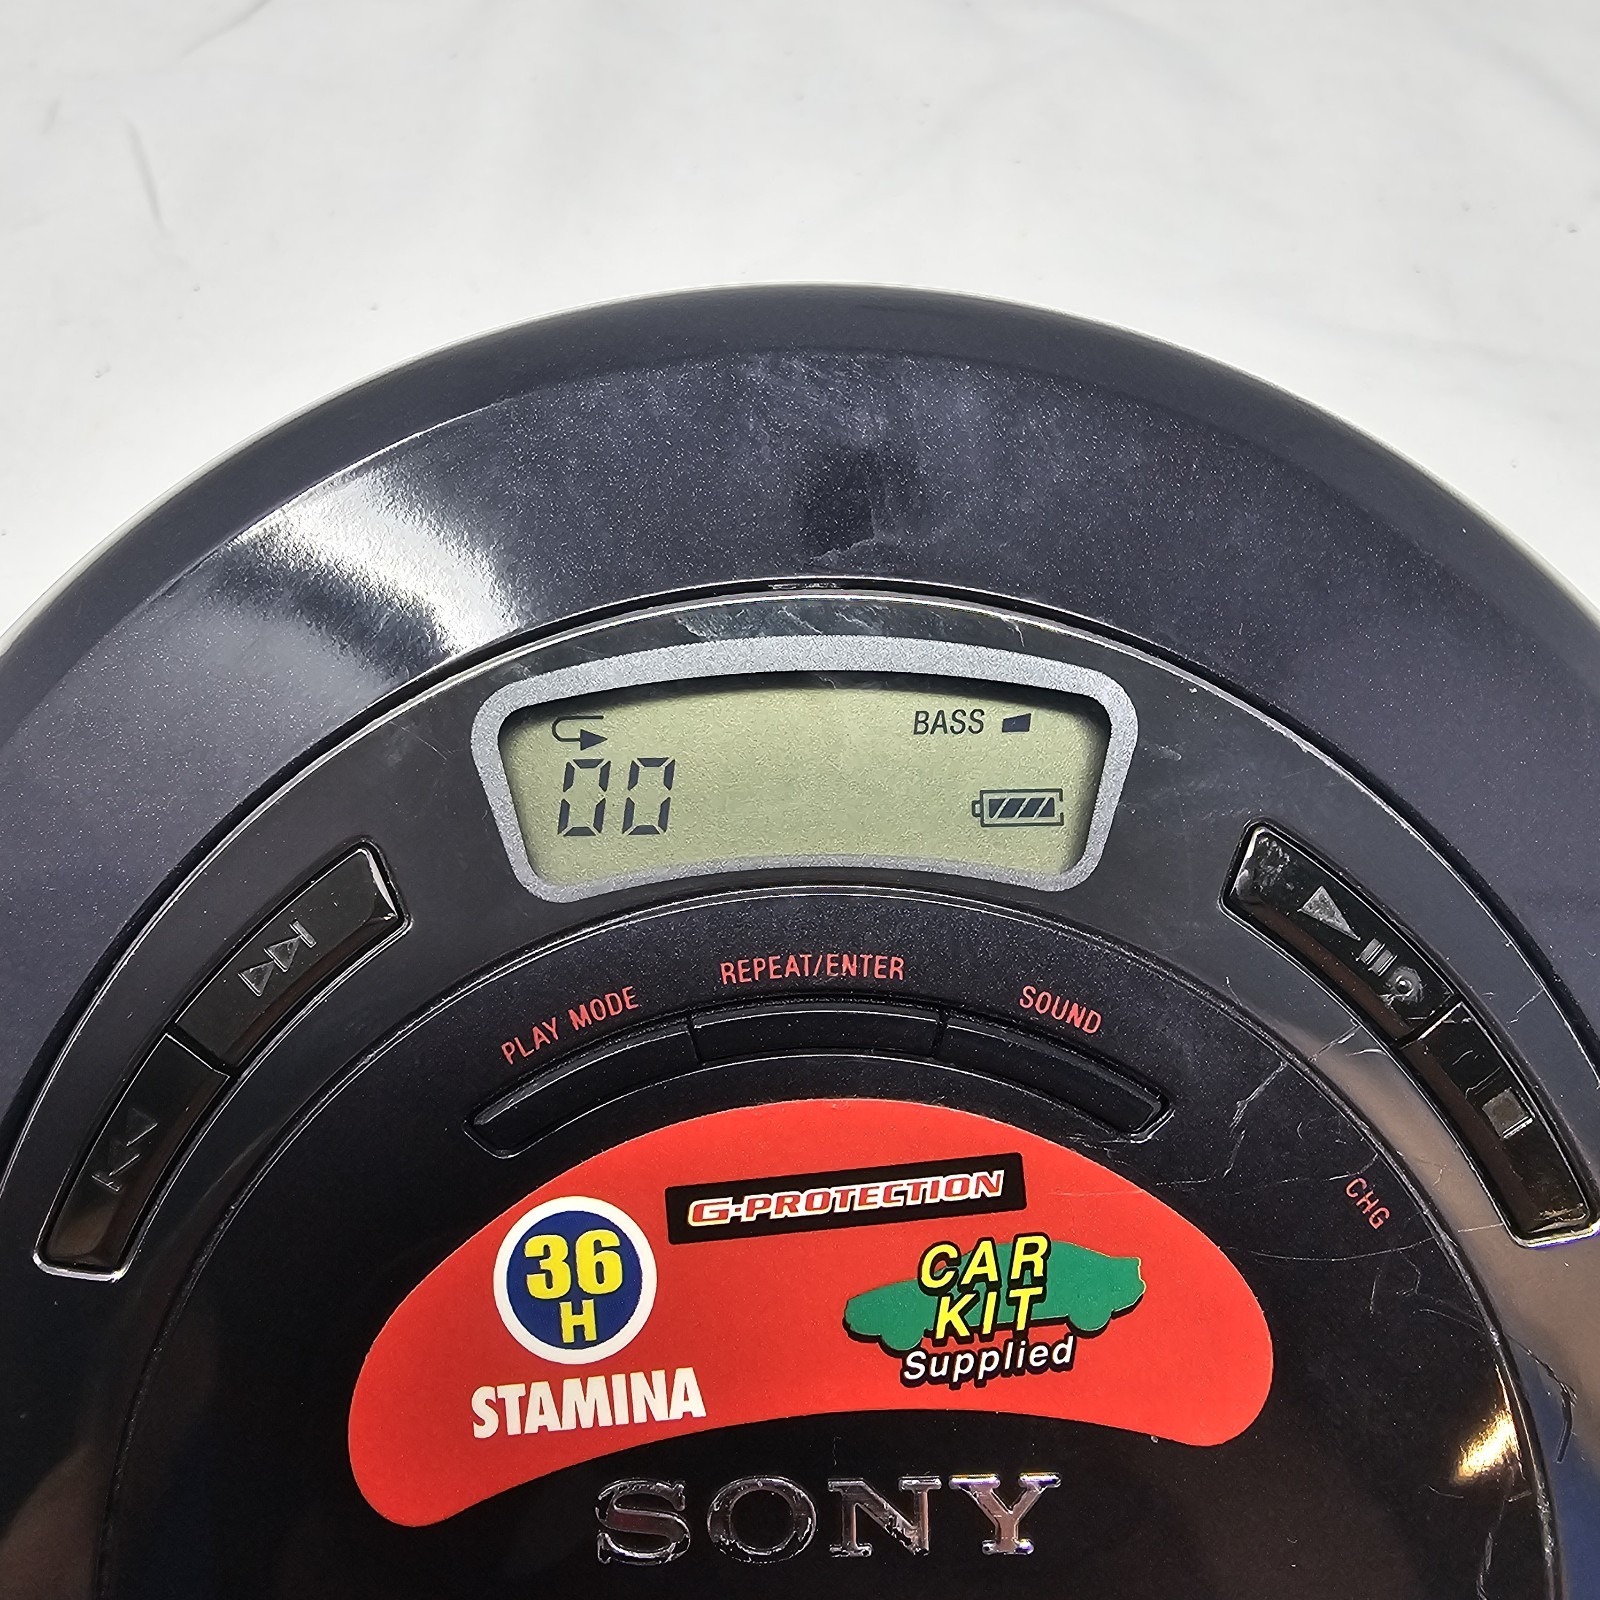 BASS
00
PLAY MODE
REPEAT/ENTER
SOUND
CHG
G-PROTECTION
36
H
STAMINA
CAR
KIT
Supplied
SONY